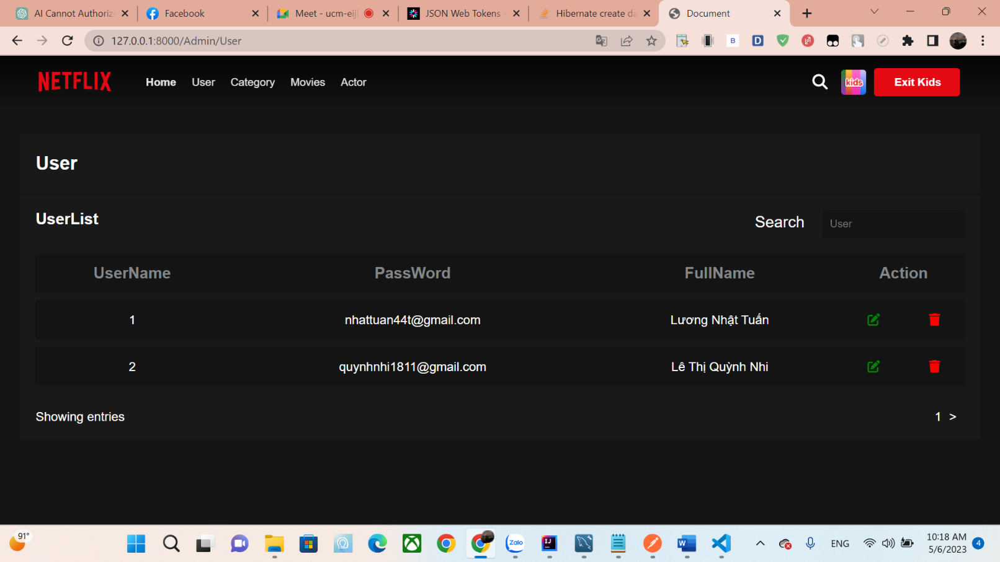 AI Cannot Authoriz
Facebook
Meet - ucm-eij
JSON Web Tokens -
Hibernate create da
Document
127.0.0.1:8000/Admin/User
NETFLIX
Home
User
Category
Movies
Actor
kids
Exit Kids
User
UserList
Search
User
UserName
PassWord
FullName
Action
1
nhattuan44t@gmail.com
Lương Nhật Tuấn
2
quynhnhi1811@gmail.com
Lê Thị Quỳnh Nhi
Showing entries
1 >
91°
Zalo
IJ
W
ENG
10:18 AM
5/6/2023
4